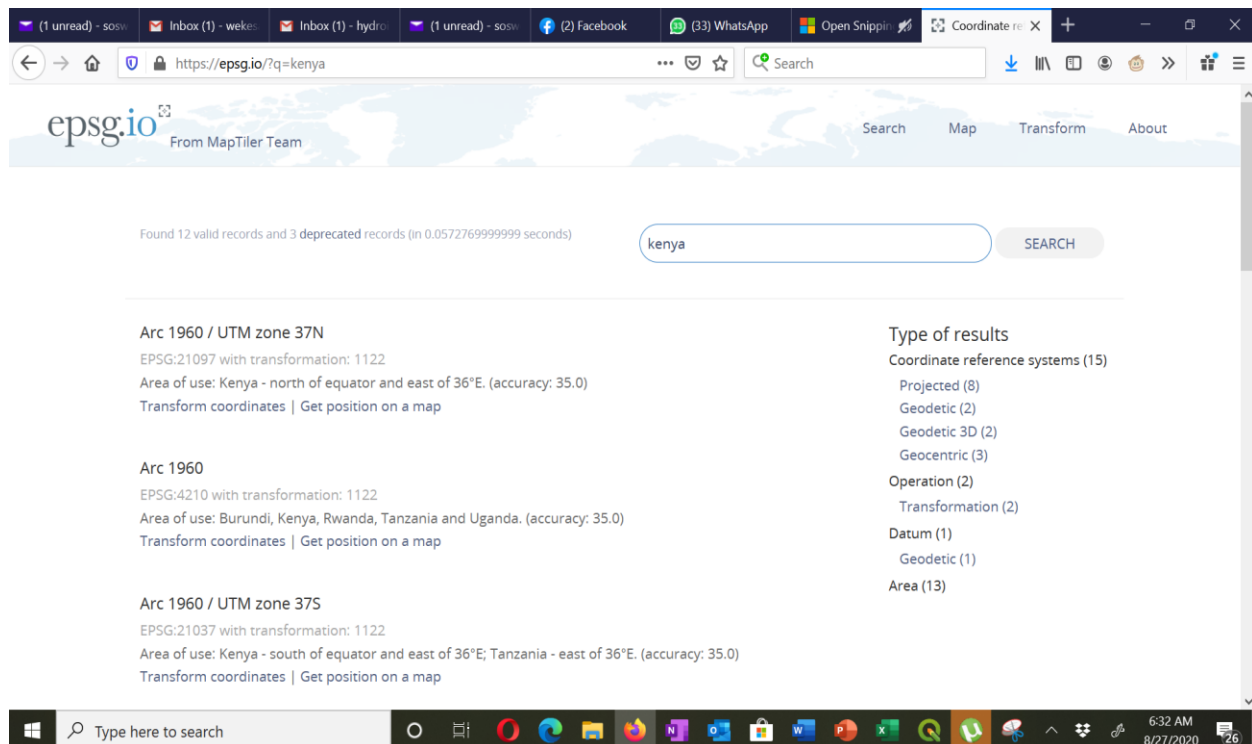 (1 unread) - sosw
Inbox (1) - wekes
Inbox (1) - hydro
(1 unread) - sosw
(2) Facebook
(33) WhatsApp
Open Snippin
Coordinate re
https://epsg.io/?q=kenya
Search
epsg.io
From MapTiler Team
Search Map Transform About
Found 12 valid records and 3 deprecated records (in 0.0572769999999 seconds)
kenya
SEARCH
Arc 1960 / UTM zone 37N
EPSG:21097 with transformation: 1122
Area of use: Kenya - north of equator and east of 36°E. (accuracy: 35.0)
Transform coordinates | Get position on a map
Arc 1960
EPSG:4210 with transformation: 1122
Area of use: Burundi, Kenya, Rwanda, Tanzania and Uganda. (accuracy: 35.0)
Transform coordinates | Get position on a map
Arc 1960 / UTM zone 37S
EPSG:21037 with transformation: 1122
Area of use: Kenya - south of equator and east of 36°E; Tanzania - east of 36°E. (accuracy: 35.0)
Transform coordinates | Get position on a map
Type of results
Coordinate reference systems (15)
Projected (8)
Geodetic (2)
Geodetic 3D (2)
Geocentric (3)
Operation (2)
Transformation (2)
Datum (1)
Geodetic (1)
Area (13)
Type here to search
6:32 AM
8/27/2020
26